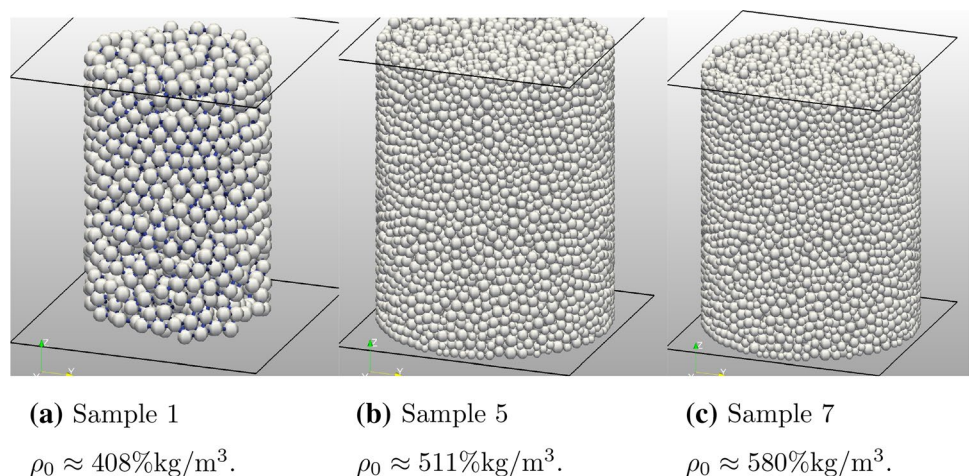 (a) Sample 1
ρ₀ ≈ 408%kg/m³.
(b) Sample 5
ρ₀ ≈ 511%kg/m³.
(c) Sample 7
ρ₀ ≈ 580%kg/m³.
Z
Y
Z
Y
Z
Y